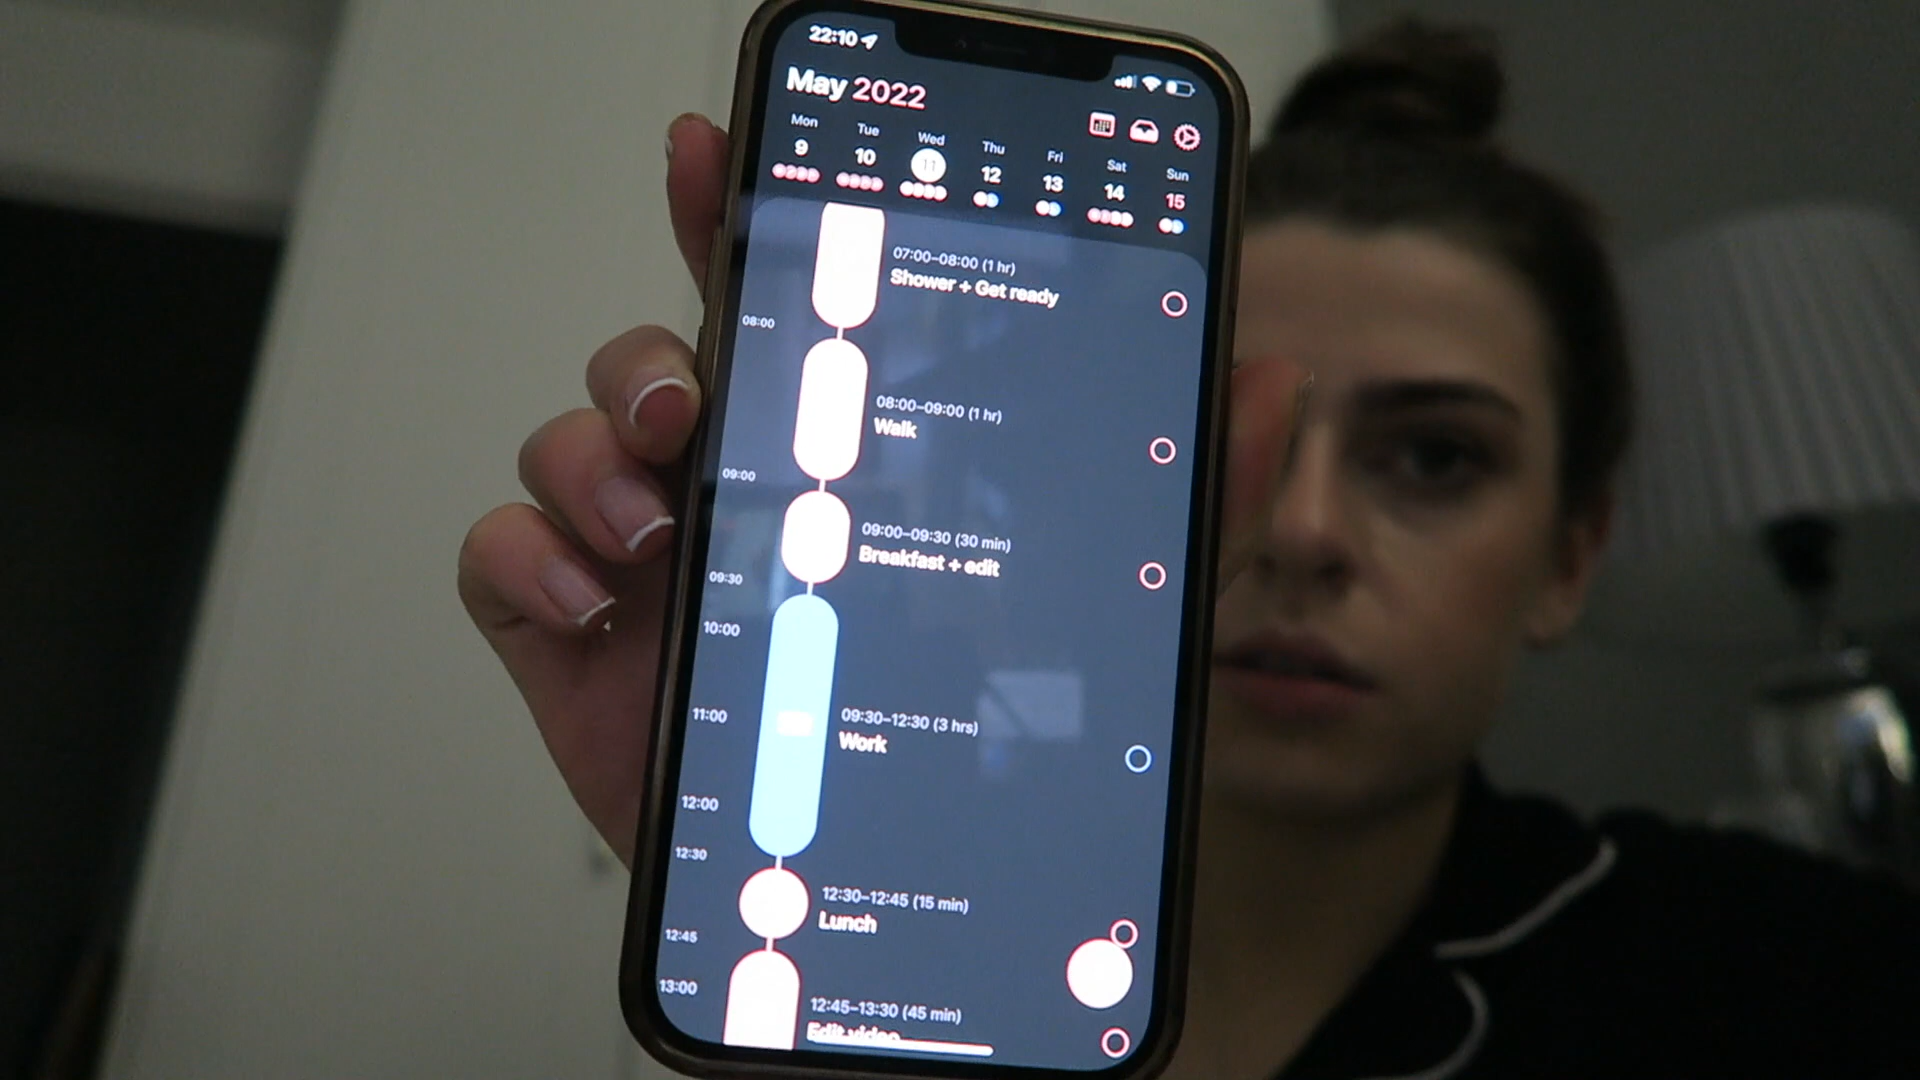 22:10
May 2022
Mon Tue Wed Thu Fri Sat Sun
9 10 11 12 13 14 15
07:00–08:00 (1 hr)
Shower + Get ready
08:00
08:00–09:00 (1 hr)
Walk
09:00
09:00–09:30 (30 min)
Breakfast + edit
09:30
10:00
11:00
09:30–12:30 (3 hrs)
Work
12:00
12:30
12:30–12:45 (15 min)
Lunch
12:45
13:00
12:45–13:30 (45 min)
Edit video